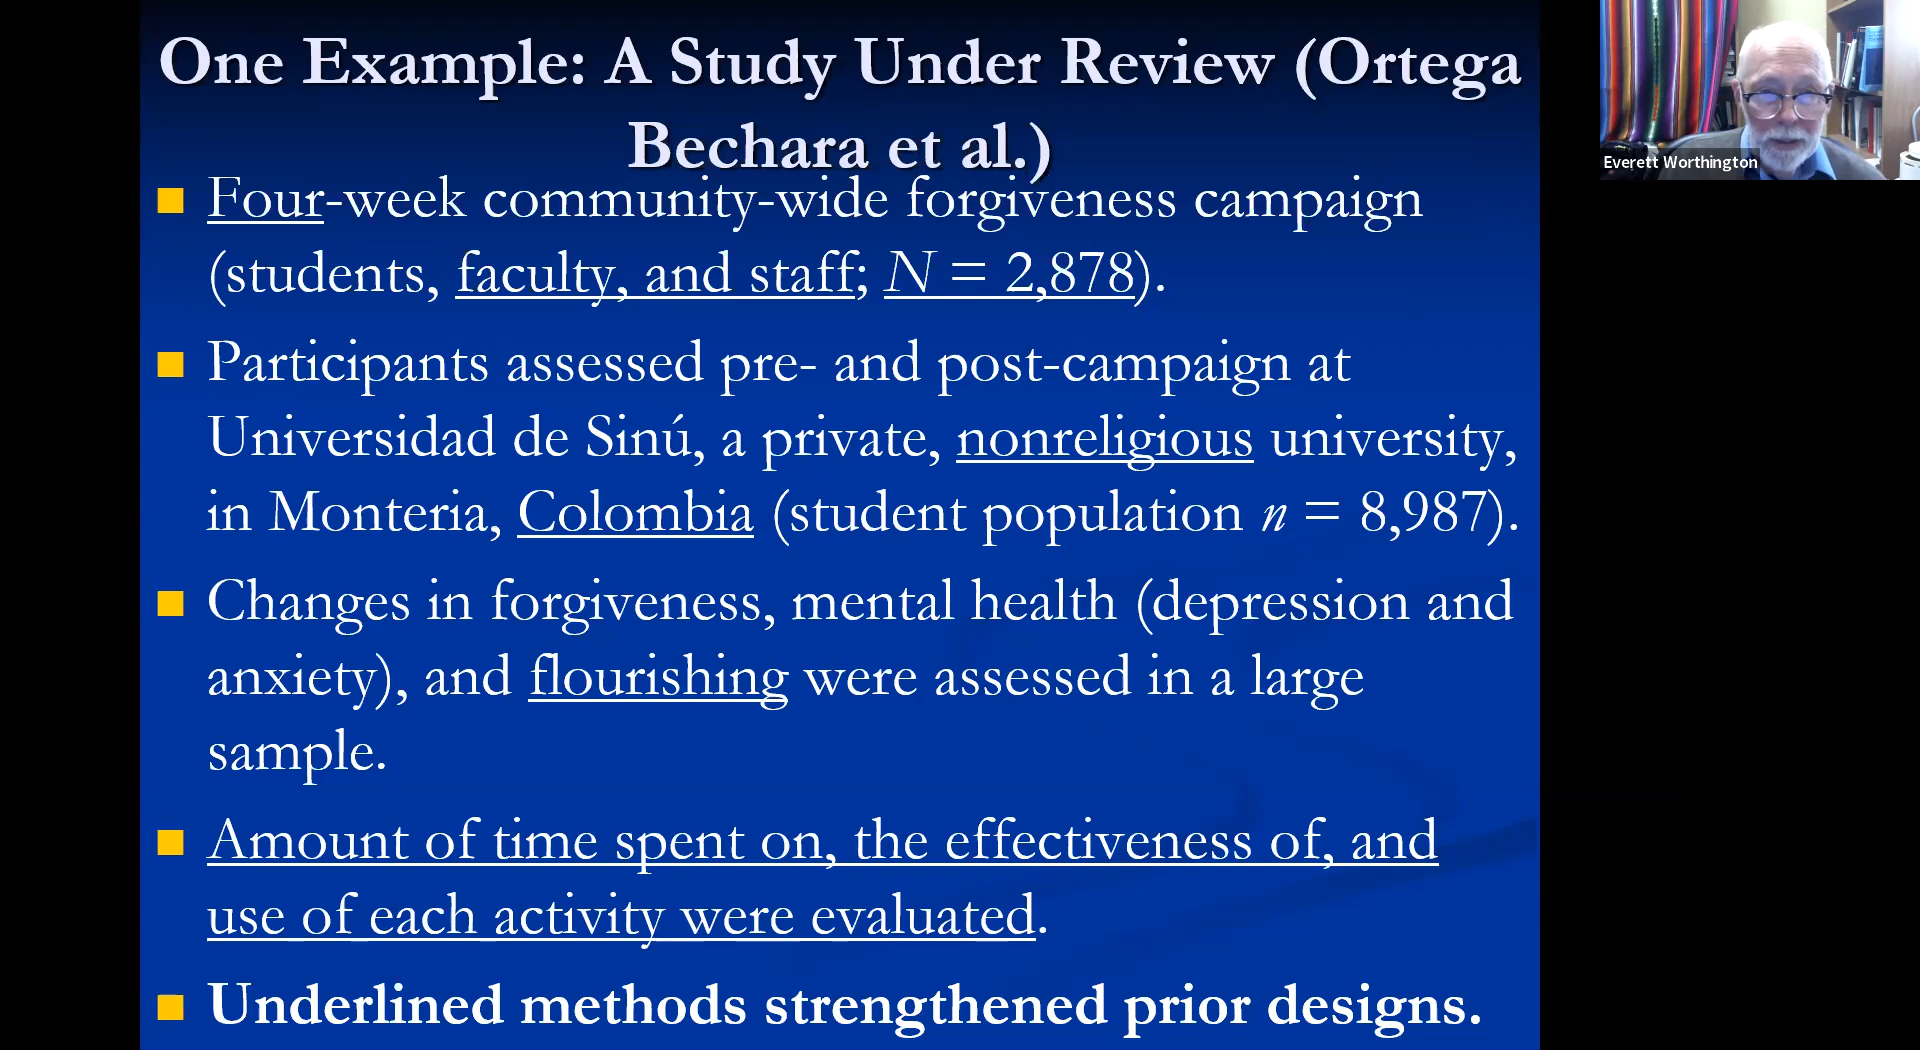 One Example: A Study Under Review (Ortega
Bechara et al.)
Four-week community-wide forgiveness campaign
(students, faculty, and staff; N = 2,878).
Participants assessed pre- and post-campaign at
Universidad de Sinú, a private, nonreligious university,
in Monteria, Colombia (student population n = 8,987).
Changes in forgiveness, mental health (depression and
anxiety), and flourishing were assessed in a large
sample.
Amount of time spent on, the effectiveness of, and
use of each activity were evaluated.
Underlined methods strengthened prior designs.
Everett Worthington